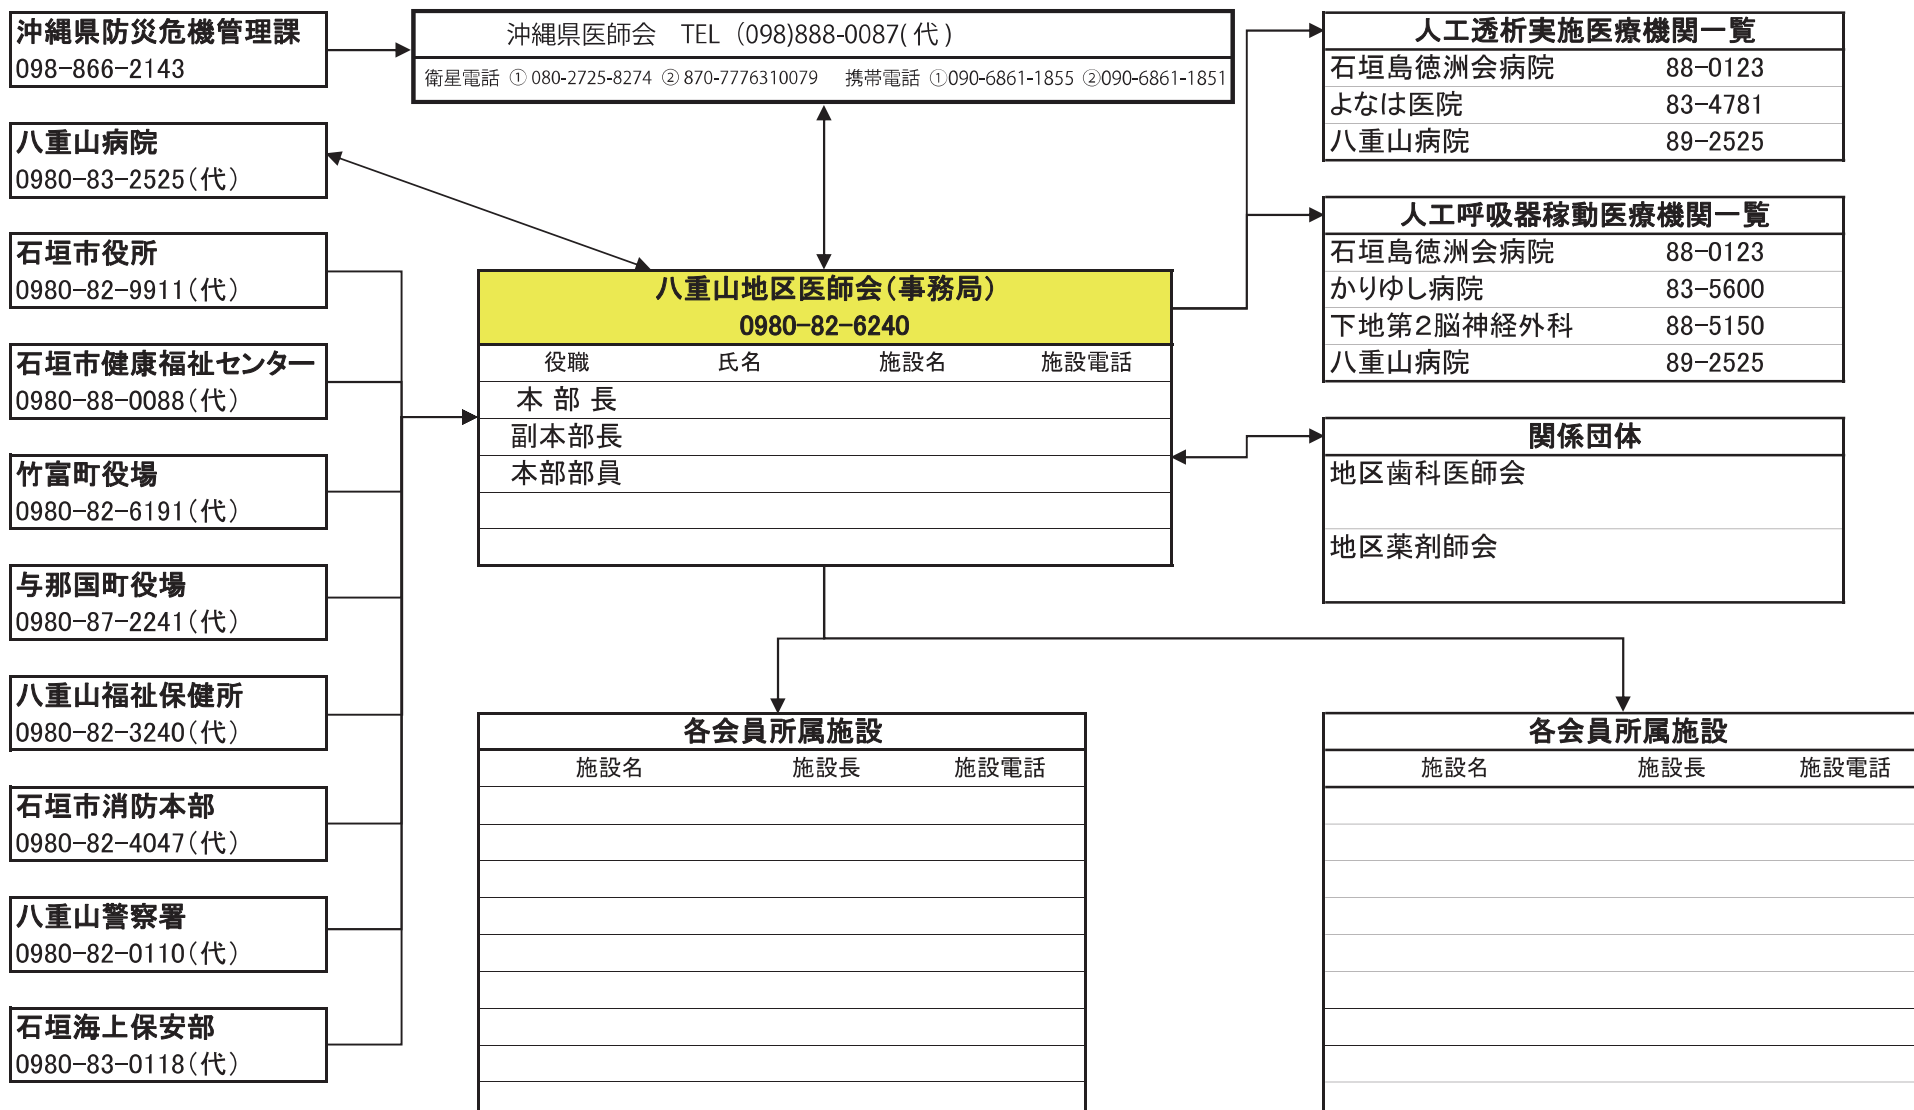 沖縄県防災危機管理課
098-866-2143
八重山病院
0980-83-2525(代)
石垣市役所
0980-82-9911(代)
石垣市健康福祉センター
0980-88-0088(代)
竹富町役場
0980-82-6191(代)
与那国町役場
0980-87-2241(代)
八重山福祉保健所
0980-82-3240(代)
石垣市消防本部
0980-82-4047(代)
八重山警察署
0980-82-0110(代)
石垣海上保安部
0980-83-0118(代)
沖縄県医師会 TEL (098)888-0087(代)
衛星電話 ①080-2725-8274 ②870-7776310079 携帯電話 ①090-6861-1855 ②090-6861-1851
八重山地区医師会(事務局)
0980-82-6240
役職 氏名 施設名 施設電話
本部長
副本部長
本部部員
人工透析実施医療機関一覧
石垣島徳洲会病院 88-0123
よなは医院 83-4781
八重山病院 89-2525
人工呼吸器稼動医療機関一覧
石垣島徳洲会病院 88-0123
かりゆし病院 83-5600
下地第2脳神経外科 88-5150
八重山病院 89-2525
関係団体
地区歯科医師会
地区薬剤師会
各会員所属施設
施設名 施設長 施設電話
各会員所属施設
施設名 施設長 施設電話